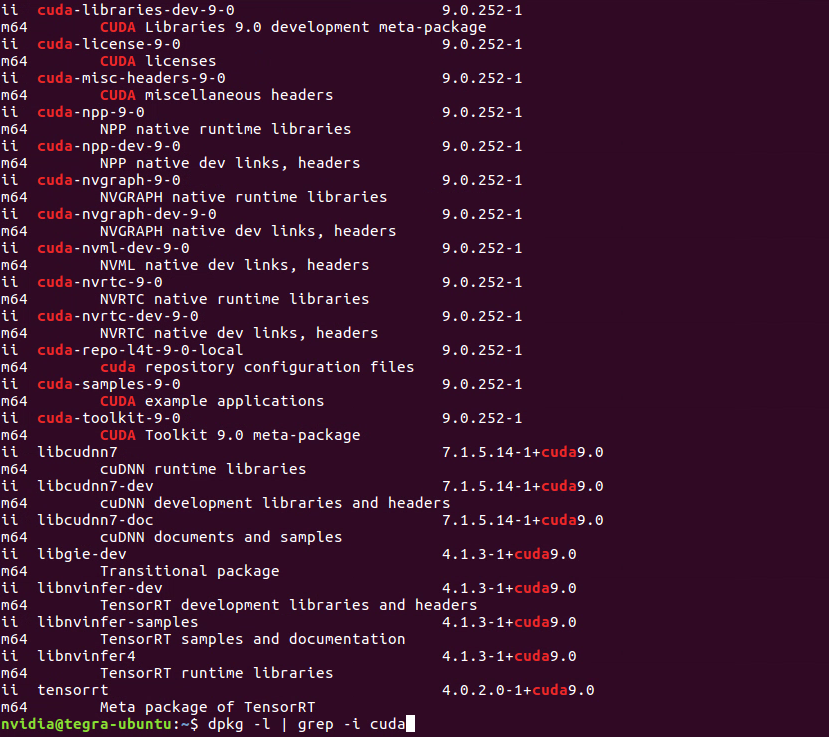 ii  cuda-libraries-dev-9-0                       9.0.252-1
m64        CUDA Libraries 9.0 development meta-package
ii  cuda-license-9-0                             9.0.252-1
m64        CUDA licenses
ii  cuda-misc-headers-9-0                        9.0.252-1
m64        CUDA miscellaneous headers
ii  cuda-npp-9-0                                 9.0.252-1
m64        NPP native runtime libraries
ii  cuda-npp-dev-9-0                             9.0.252-1
m64        NPP native dev links, headers
ii  cuda-nvgraph-9-0                             9.0.252-1
m64        NVGRAPH native runtime libraries
ii  cuda-nvgraph-dev-9-0                         9.0.252-1
m64        NVGRAPH native dev links, headers
ii  cuda-nvml-dev-9-0                            9.0.252-1
m64        NVML native dev links, headers
ii  cuda-nvrtc-9-0                               9.0.252-1
m64        NVRTC native runtime libraries
ii  cuda-nvrtc-dev-9-0                           9.0.252-1
m64        NVRTC native dev links, headers
ii  cuda-repo-l4t-9-0-local                      9.0.252-1
m64        cuda repository configuration files
ii  cuda-samples-9-0                             9.0.252-1
m64        CUDA example applications
ii  cuda-toolkit-9-0                             9.0.252-1
m64        CUDA Toolkit 9.0 meta-package
ii  libcudnn7                                    7.1.5.14-1+cuda9.0
m64        cuDNN runtime libraries
ii  libcudnn7-dev                                7.1.5.14-1+cuda9.0
m64        cuDNN development libraries and headers
ii  libcudnn7-doc                                7.1.5.14-1+cuda9.0
m64        cuDNN documents and samples
ii  libgie-dev                                   4.1.3-1+cuda9.0
m64        Transitional package
ii  libnvinfer-dev                               4.1.3-1+cuda9.0
m64        TensorRT development libraries and headers
ii  libnvinfer-samples                           4.1.3-1+cuda9.0
m64        TensorRT samples and documentation
ii  libnvinfer4                                  4.1.3-1+cuda9.0
m64        TensorRT runtime libraries
ii  tensorrt                                     4.0.2.0-1+cuda9.0
m64        Meta package of TensorRT
nvidia@tegra-ubuntu:~$ dpkg -l | grep -i cuda